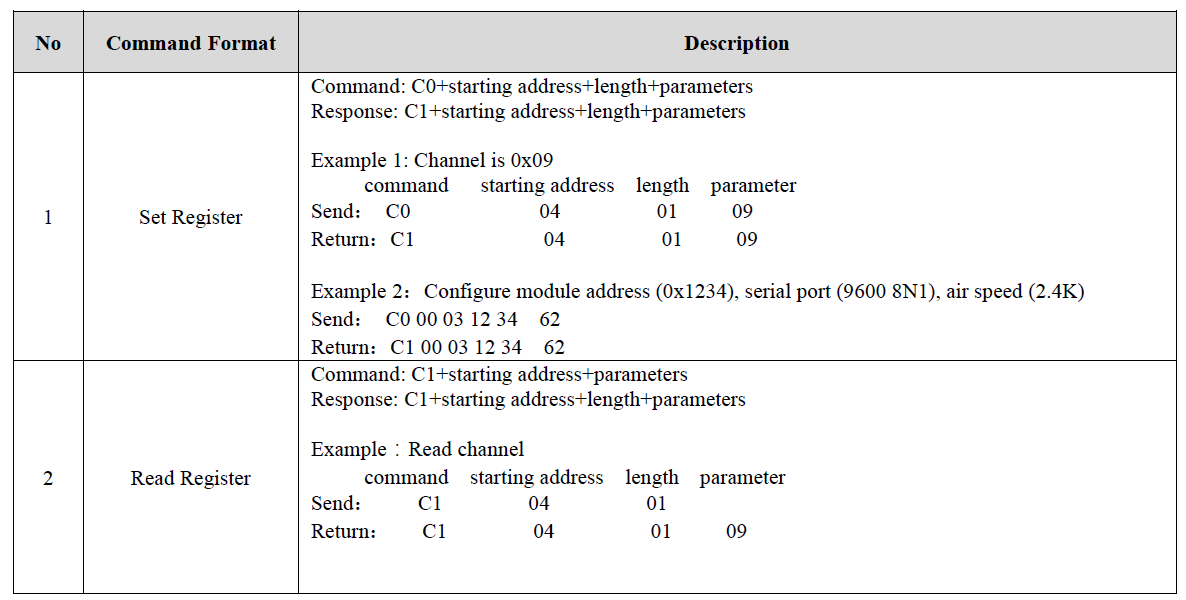 No Command Format Description
Command: C0+starting address+length+parameters
Response: C1+starting address+length+parameters
Example 1: Channel is 0x09
command starting address length parameter
Send： C0 04 01 09
1 Set Register
Return：C1 04 01 09
Example 2：Configure module address (0x1234), serial port (9600 8N1), air speed (2.4K)
Send： C0 00 03 12 34 62
Return：C1 00 03 12 34 62
Command: C1+starting address+parameters
Response: C1+starting address+length+parameters
Example：Read channel
2 Read Register
command starting address length parameter
Send： C1 04 01
Return： C1 04 01 09